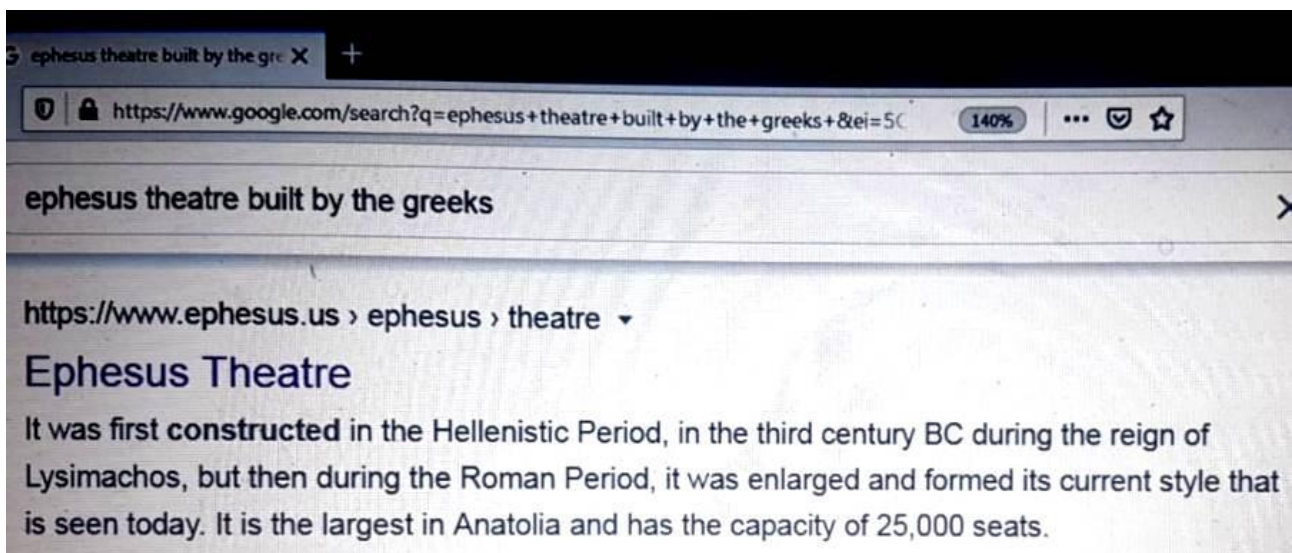 G ephesus theatre built by the gre X +
https://www.google.com/search?q=ephesus+theatre+built+by+the+greeks+&ei=5C 140% ...
ephesus theatre built by the greeks X
https://www.ephesus.us › ephesus › theatre
Ephesus Theatre
It was first constructed in the Hellenistic Period, in the third century BC during the reign of
Lysimachos, but then during the Roman Period, it was enlarged and formed its current style that
is seen today. It is the largest in Anatolia and has the capacity of 25,000 seats.